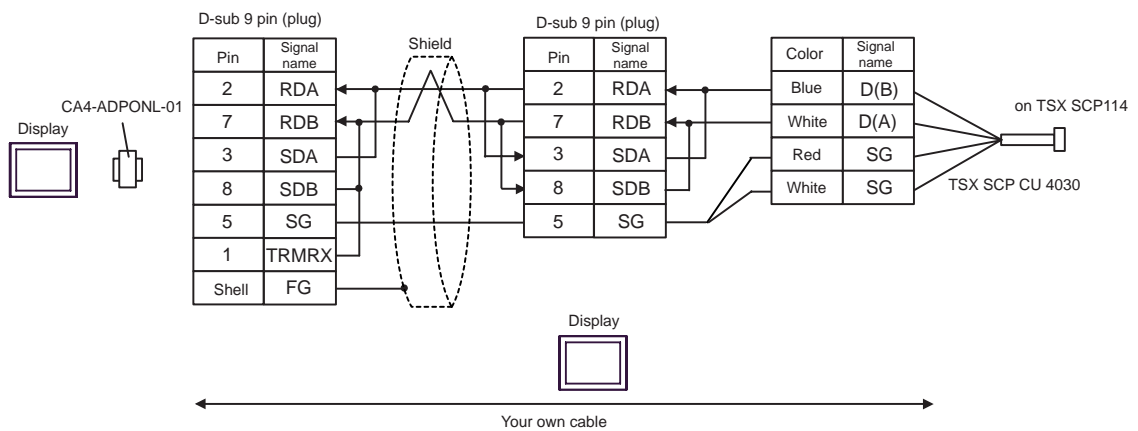 D-sub 9 pin (plug)
Pin Signal name
2 RDA
7 RDB
3 SDA
8 SDB
5 SG
1 TRMRX
Shell FG
CA4-ADPONL-01
Display
Shield
D-sub 9 pin (plug)
Pin Signal name
2 RDA
7 RDB
3 SDA
8 SDB
5 SG
Color Signal name
Blue D(B)
White D(A)
Red SG
White SG
on TSX SCP114
TSX SCP CU 4030
Display
Your own cable